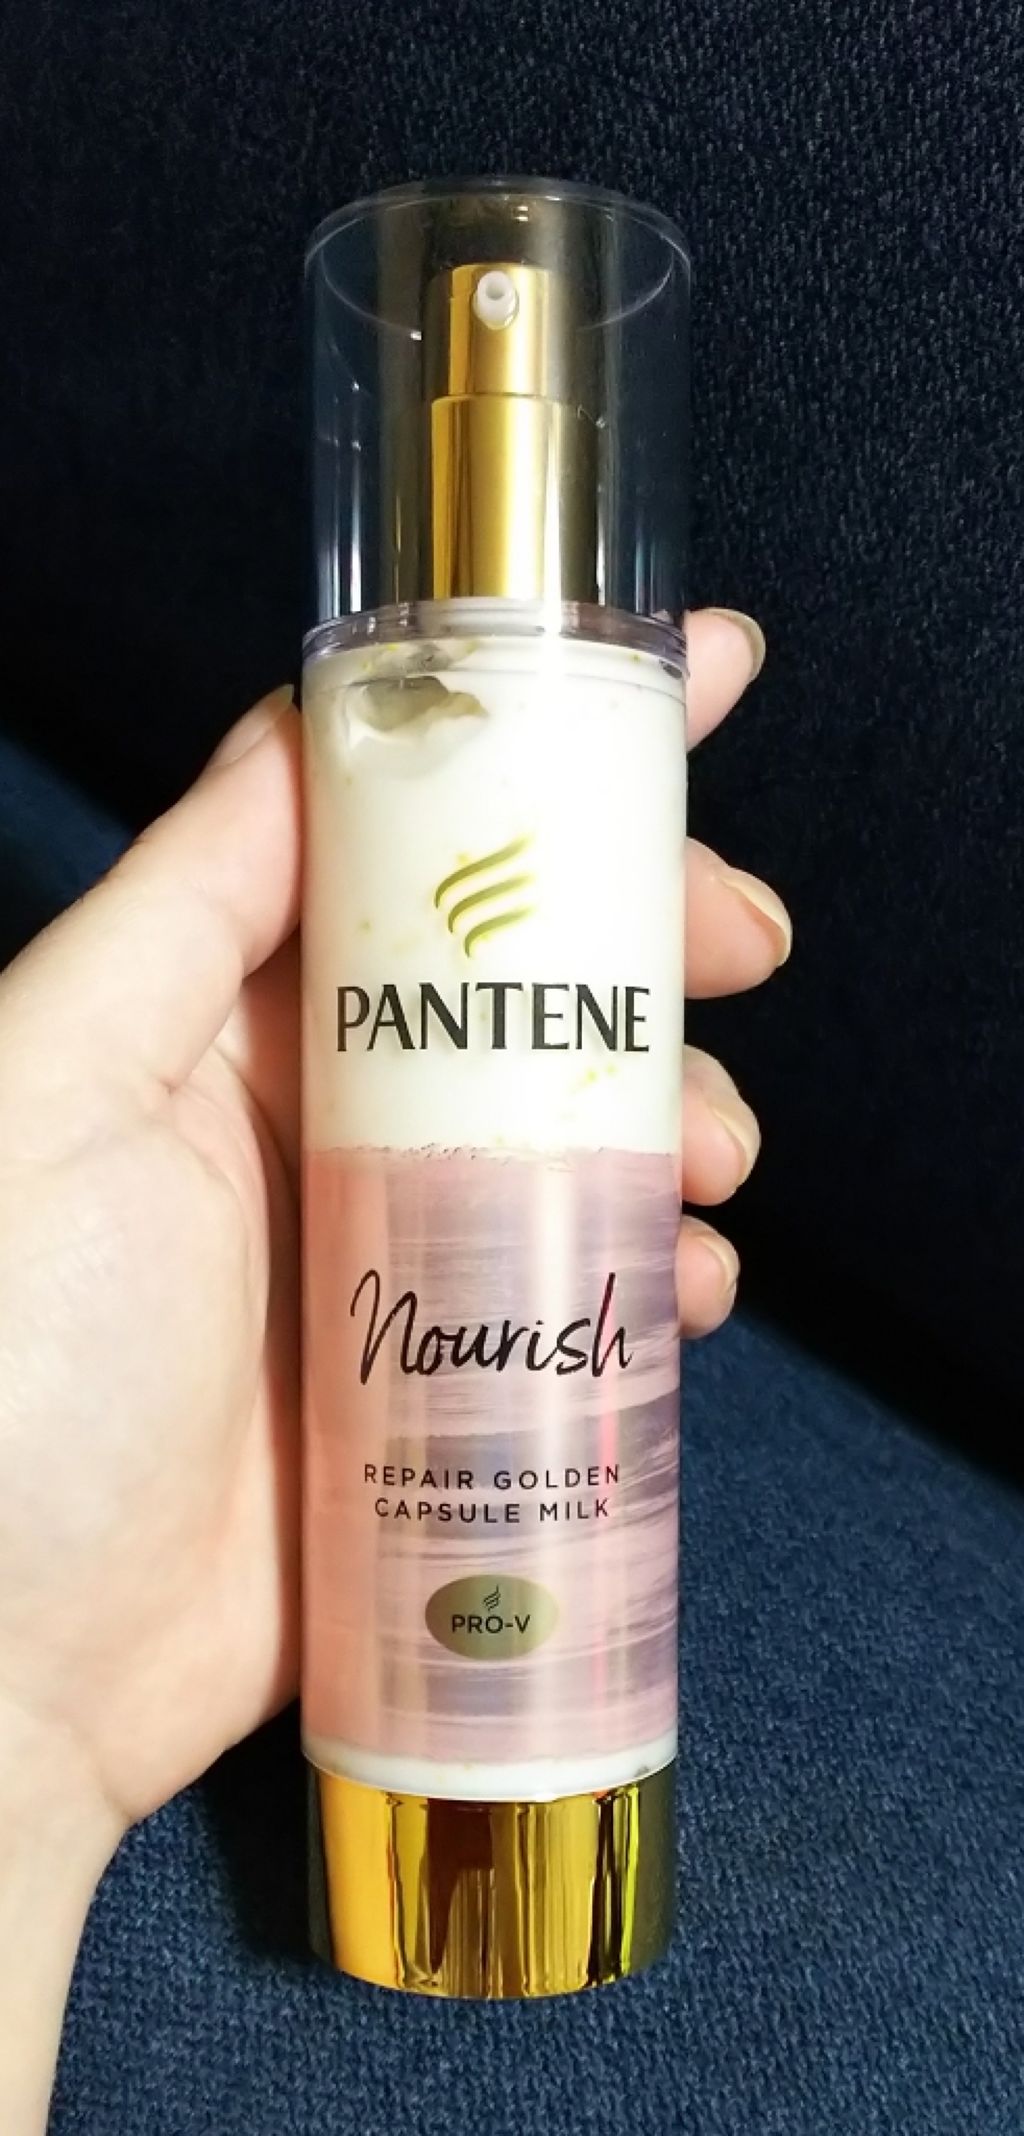 PANTENE
Nourish
REPAIR GOLDEN
CAPSULE MILK
PRO-V